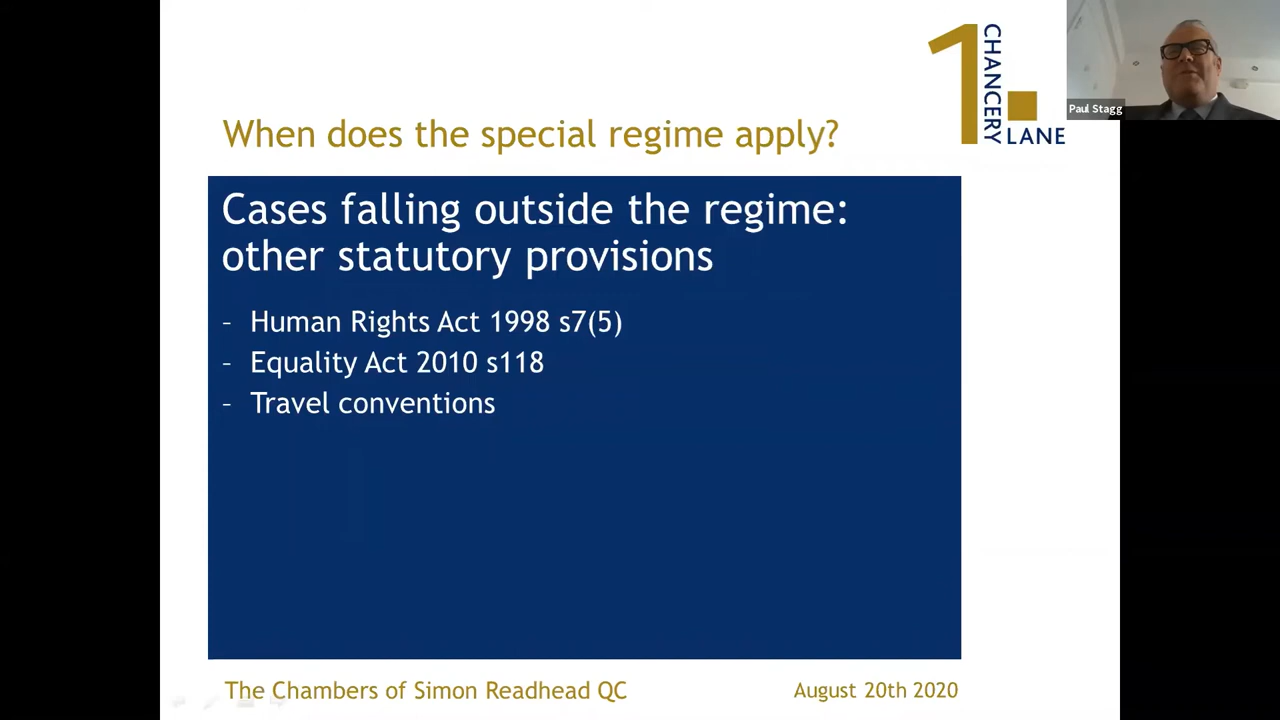 1 CHANCERY LANE
Paul Stagg
When does the special regime apply?
Cases falling outside the regime:
other statutory provisions
– Human Rights Act 1998 s7(5)
– Equality Act 2010 s118
– Travel conventions
The Chambers of Simon Readhead QC
August 20th 2020